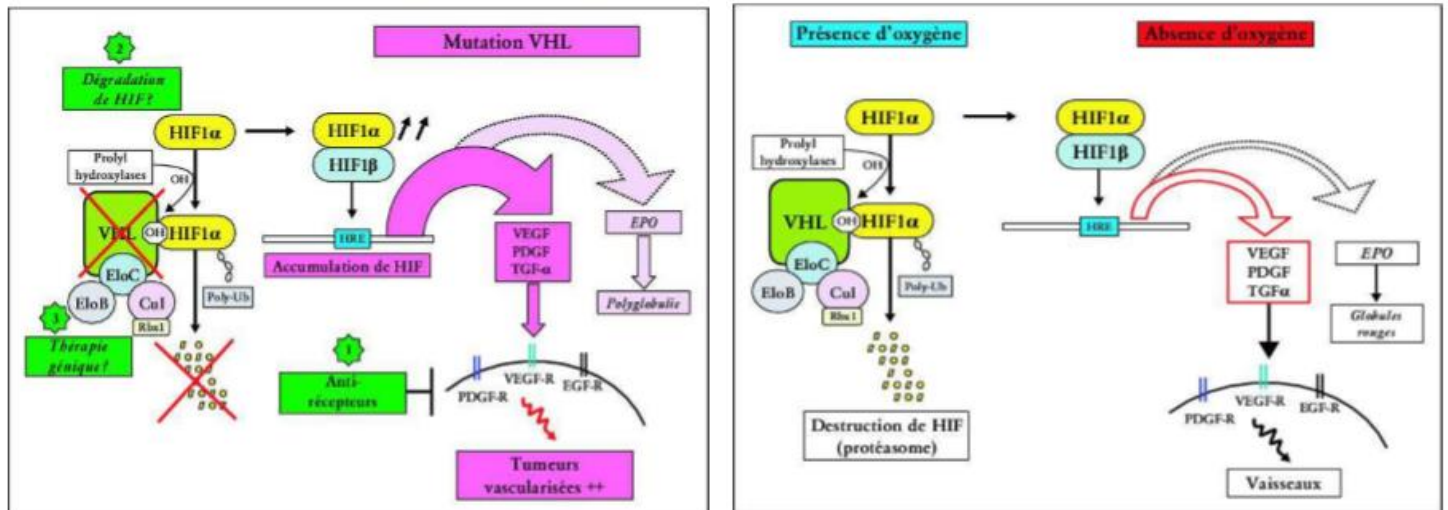 2
Mutation VHL
Dégradation
de HIF?
HIF1α
HIF1α
HIF1β
Prolyl
hydroxylases
OH
VHL
OH
HIF1α
HRE
Accumulation de HIF
EloC
EloB
Cul
Rbx1
Poly-Ub
VEGF
PDGF
TGF-α
EPO
Polyglobulie
3
Thérapie
génique?
1
Anti-
récepteurs
PDGF-R
VEGF-R
EGF-R
Tumeurs
vascularisées ++
Présence d'oxygène
Absence d'oxygène
HIF1α
HIF1α
HIF1β
Prolyl
hydroxylases
OH
VHL
OH
HIF1α
HRE
EloC
EloB
Cul
Rbx1
Poly-Ub
VEGF
PDGF
TGFα
EPO
Globules
rouges
Destruction de HIF
(protéasome)
PDGF-R
VEGF-R
EGF-R
Vaisseaux